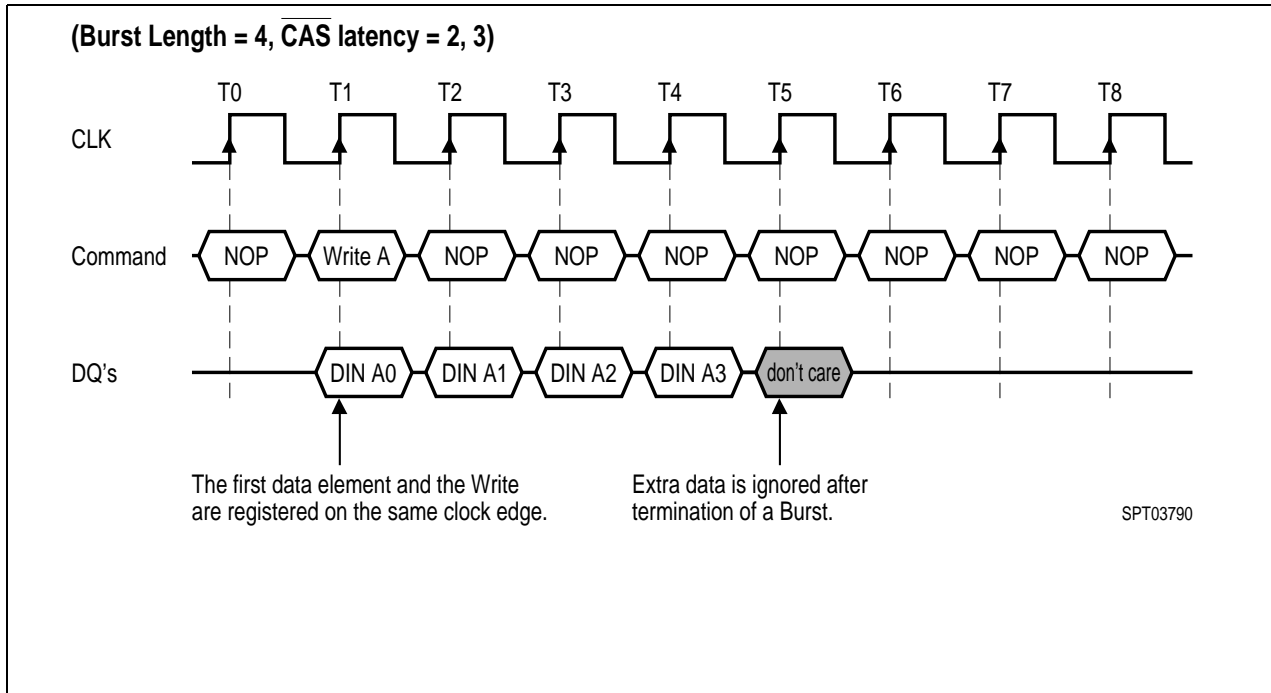 (Burst Length = 4, CAS latency = 2, 3)
T0 T1 T2 T3 T4 T5 T6 T7 T8
CLK
Command NOP Write A NOP NOP NOP NOP NOP NOP NOP
DQ's DIN A0 DIN A1 DIN A2 DIN A3 don't care
The first data element and the Write
are registered on the same clock edge.
Extra data is ignored after
termination of a Burst.
SPT03790